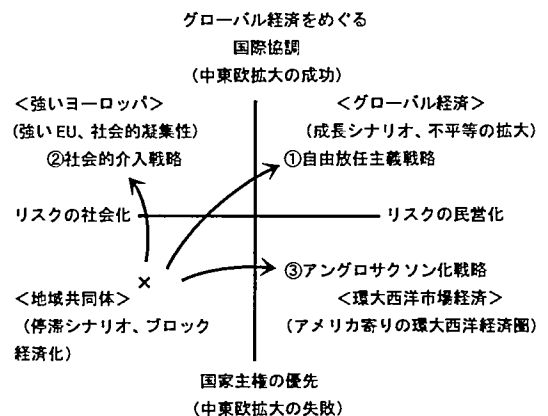 グローバル経済をめぐる
国際協調
(中東欧拡大の成功)
＜強いヨーロッパ＞
(強いEU、社会的凝集性)
②社会的介入戦略
＜グローバル経済＞
(成長シナリオ、不平等の拡大)
①自由放任主義戦略
リスクの社会化
リスクの民営化
×
③アングロサクソン化戦略
＜地域共同体＞
(停滞シナリオ、ブロック
経済化)
＜環大西洋市場経済＞
(アメリカ寄りの環大西洋経済圏)
国家主権の優先
(中東欧拡大の失敗)